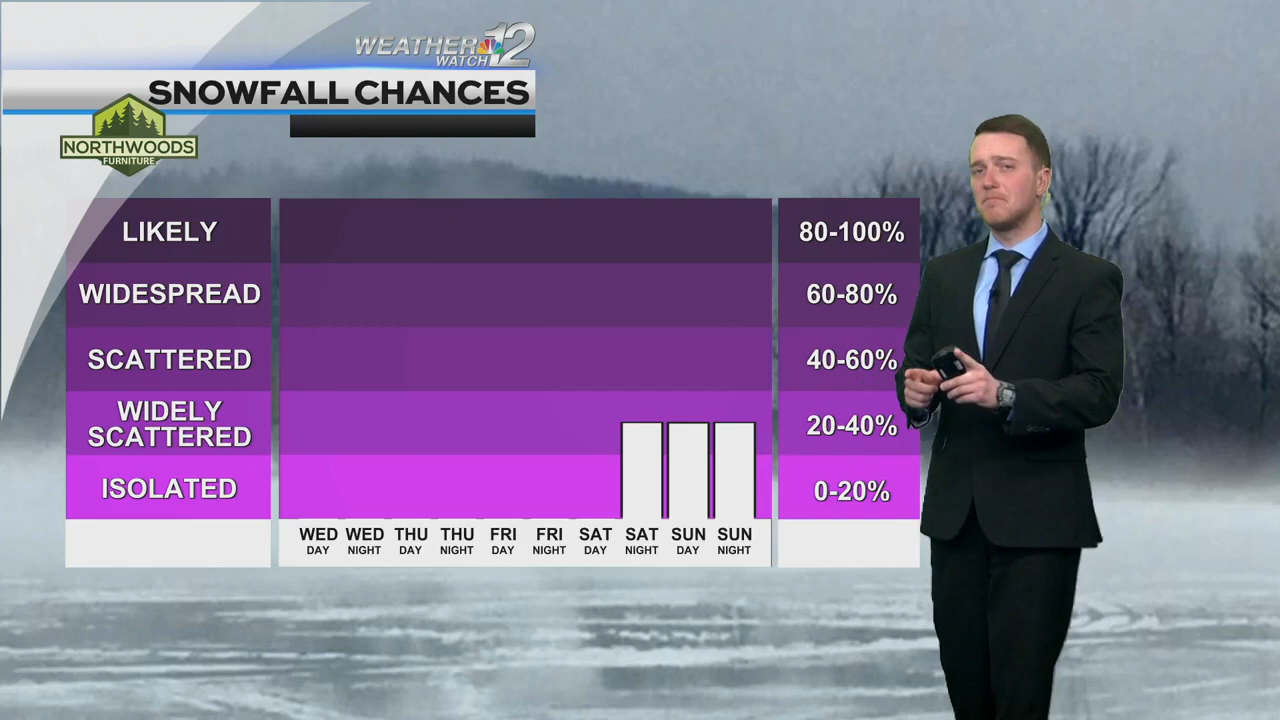 WEATHER
WATCH 12
SNOWFALL CHANCES
NORTHWOODS
FURNITURE
LIKELY
80-100%
WIDESPREAD
60-80%
SCATTERED
40-60%
WIDELY
SCATTERED
20-40%
ISOLATED
0-20%
WED WED THU THU FRI FRI SAT SAT SUN SUN
DAY NIGHT DAY NIGHT DAY NIGHT DAY NIGHT DAY NIGHT